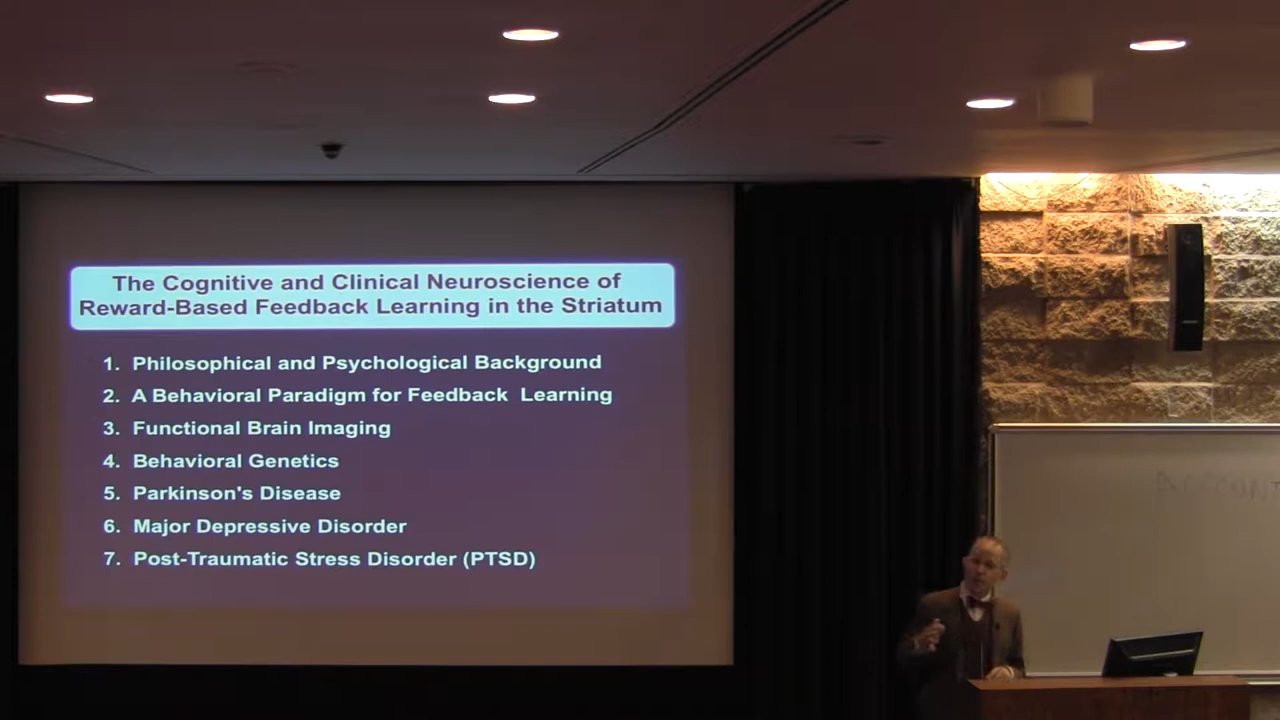 The Cognitive and Clinical Neuroscience of
Reward-Based Feedback Learning in the Striatum
1. Philosophical and Psychological Background
2. A Behavioral Paradigm for Feedback Learning
3. Functional Brain Imaging
4. Behavioral Genetics
5. Parkinson's Disease
6. Major Depressive Disorder
7. Post-Traumatic Stress Disorder (PTSD)